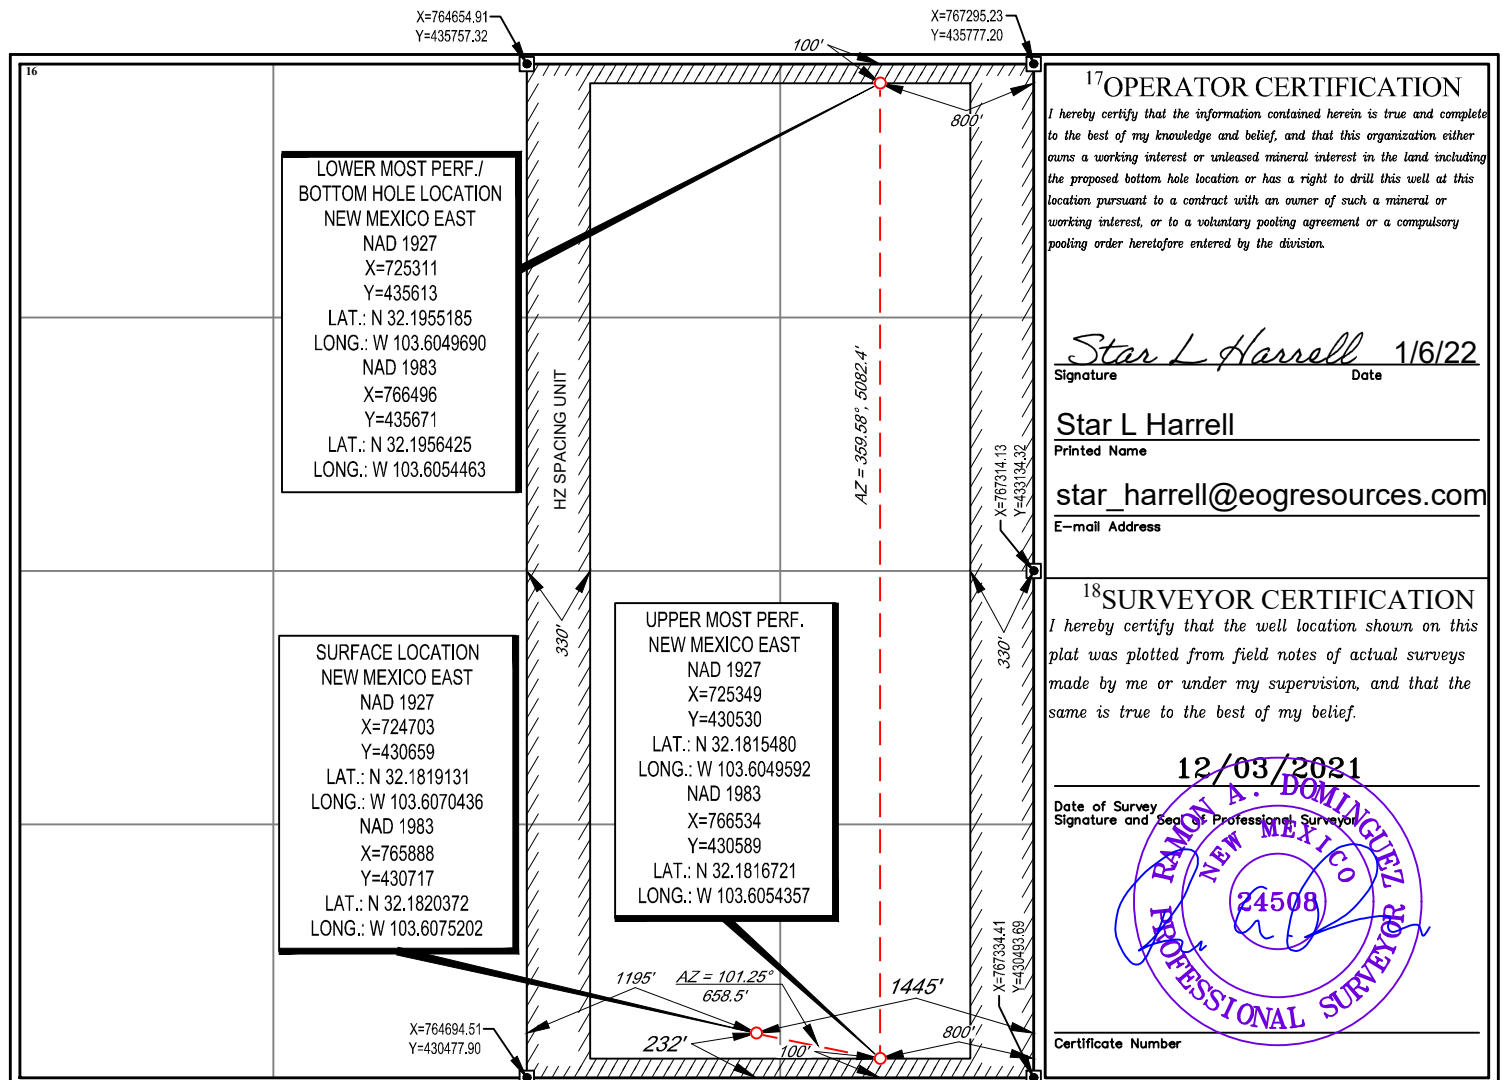 X=764654.91
Y=435757.32
X=767295.23
Y=435777.20
100'
800'
16
LOWER MOST PERF./
BOTTOM HOLE LOCATION
NEW MEXICO EAST
NAD 1927
X=725311
Y=435613
LAT.: N 32.1955185
LONG.: W 103.6049690
NAD 1983
X=766496
Y=435671
LAT.: N 32.1956425
LONG.: W 103.6054463
HZ SPACING UNIT
AZ = 359.58°, 5082.4'
X=767314.13
Y=433134.32
330'
330'
SURFACE LOCATION
NEW MEXICO EAST
NAD 1927
X=724703
Y=430659
LAT.: N 32.1819131
LONG.: W 103.6070436
NAD 1983
X=765888
Y=430717
LAT.: N 32.1820372
LONG.: W 103.6075202
UPPER MOST PERF.
NEW MEXICO EAST
NAD 1927
X=725349
Y=430530
LAT.: N 32.1815480
LONG.: W 103.6049592
NAD 1983
X=766534
Y=430589
LAT.: N 32.1816721
LONG.: W 103.6054357
X=767334.41
Y=430493.69
1195'
AZ = 101.25°
658.5'
1445'
232'
100'
800'
X=764694.51
Y=430477.90
17 OPERATOR CERTIFICATION
I hereby certify that the information contained herein is true and complete
to the best of my knowledge and belief, and that this organization either
owns a working interest or unleased mineral interest in the land including
the proposed bottom hole location or has a right to drill this well at this
location pursuant to a contract with an owner of such a mineral or
working interest, or to a voluntary pooling agreement or a compulsory
pooling order heretofore entered by the division.
Star L Harrell 1/6/22
Signature Date
Star L Harrell
Printed Name
star_harrell@eogresources.com
E-mail Address
18 SURVEYOR CERTIFICATION
I hereby certify that the well location shown on this
plat was plotted from field notes of actual surveys
made by me or under my supervision, and that the
same is true to the best of my belief.
12/03/2021
Date of Survey
Signature and Seal of Professional Surveyor
RAMON A. DOMINGUEZ
NEW MEXICO
24508
PROFESSIONAL SURVEYOR
Certificate Number